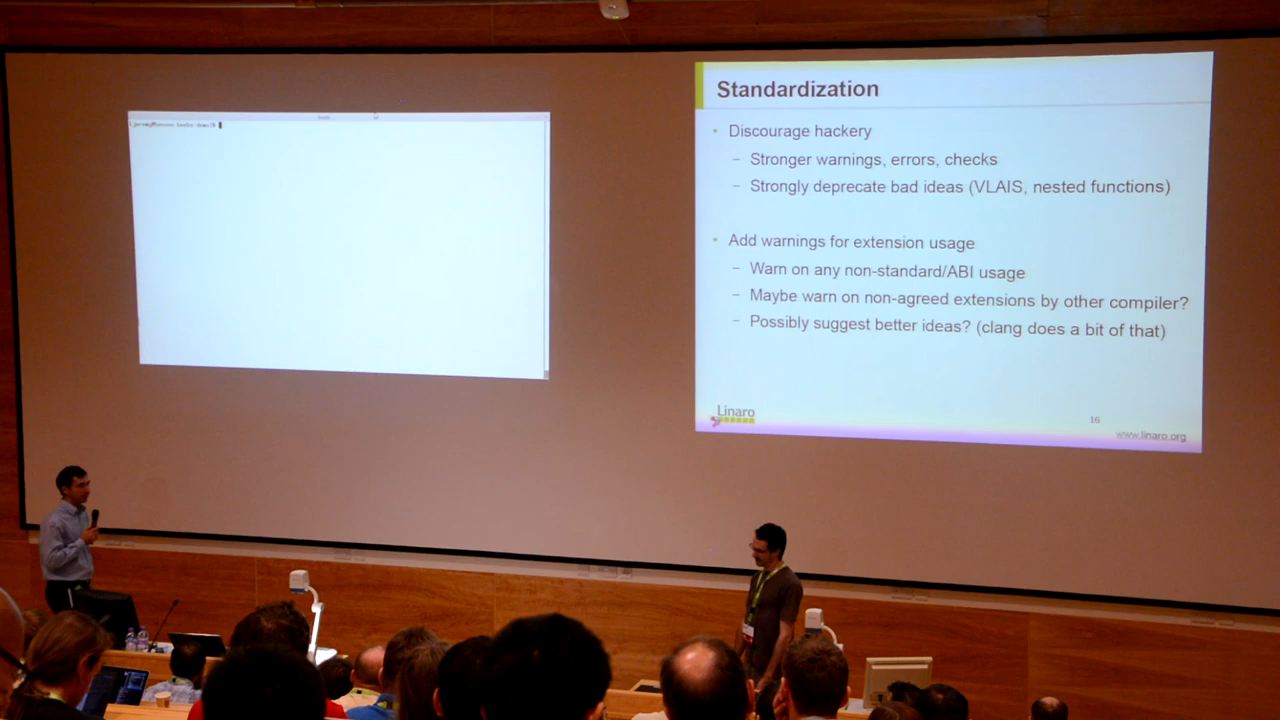 Standardization
• Discourage hackery
– Stronger warnings, errors, checks
– Strongly deprecate bad ideas (VLAIS, nested functions)
• Add warnings for extension usage
– Warn on any non-standard/ABI usage
– Maybe warn on non-agreed extensions by other compiler?
– Possibly suggest better ideas? (clang does a bit of that)
Linaro
16
www.linaro.org